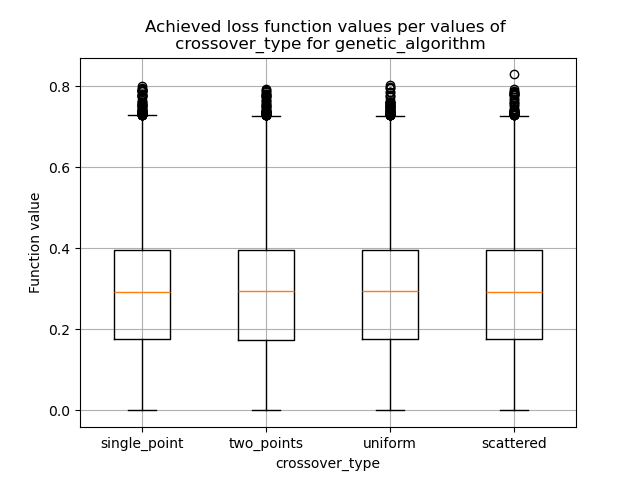 Achieved loss function values per values of
crossover_type for genetic_algorithm
Function value
0.8
0.6
0.4
0.2
0.0
single_point two_points uniform scattered
crossover_type